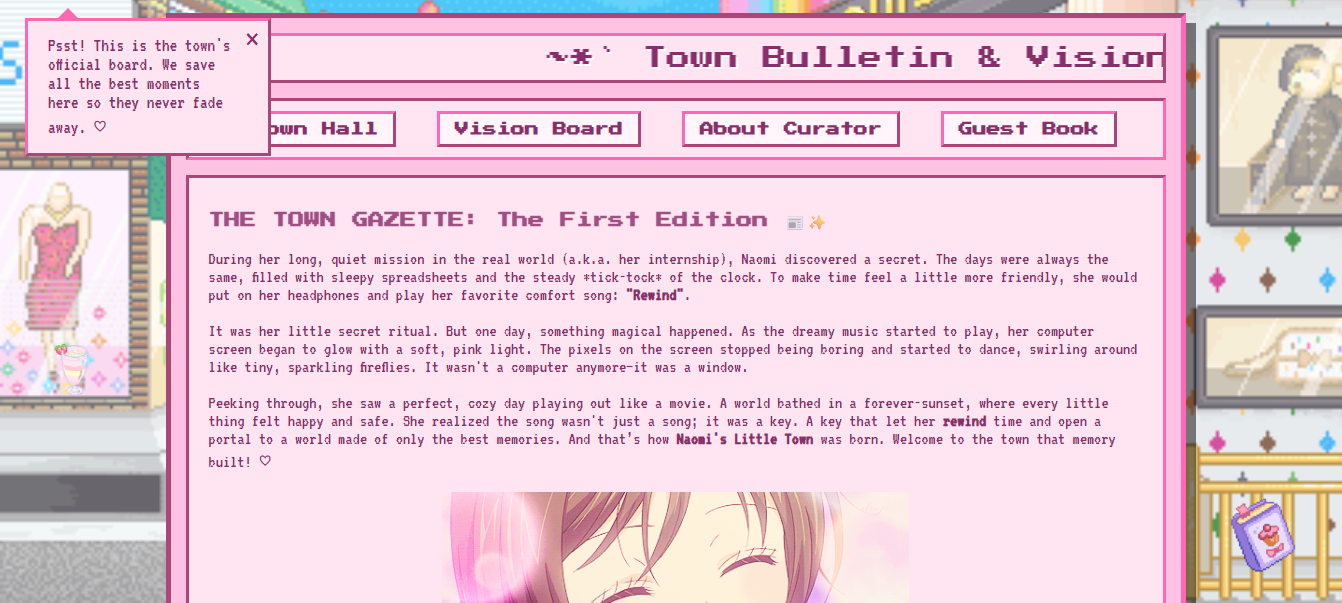 Psst! This is the town's
official board. We save
all the best moments
here so they never fade
away. ♡
×
~*` Town Bulletin & Vision
own Hall
Vision Board
About Curator
Guest Book
THE TOWN GAZETTE: The First Edition 📰✨
During her long, quiet mission in the real world (a.k.a. her internship), Naomi discovered a secret. The days were always the
same, filled with sleepy spreadsheets and the steady *tick-tock* of the clock. To make time feel a little more friendly, she would
put on her headphones and play her favorite comfort song: "Rewind".
It was her little secret ritual. But one day, something magical happened. As the dreamy music started to play, her computer
screen began to glow with a soft, pink light. The pixels on the screen stopped being boring and started to dance, swirling around
like tiny, sparkling fireflies. It wasn't a computer anymore-it was a window.
Peeking through, she saw a perfect, cozy day playing out like a movie. A world bathed in a forever-sunset, where every little
thing felt happy and safe. She realized the song wasn't just a song; it was a key. A key that let her rewind time and open a
portal to a world made of only the best memories. And that's how Naomi's Little Town was born. Welcome to the town that memory
built! ♡